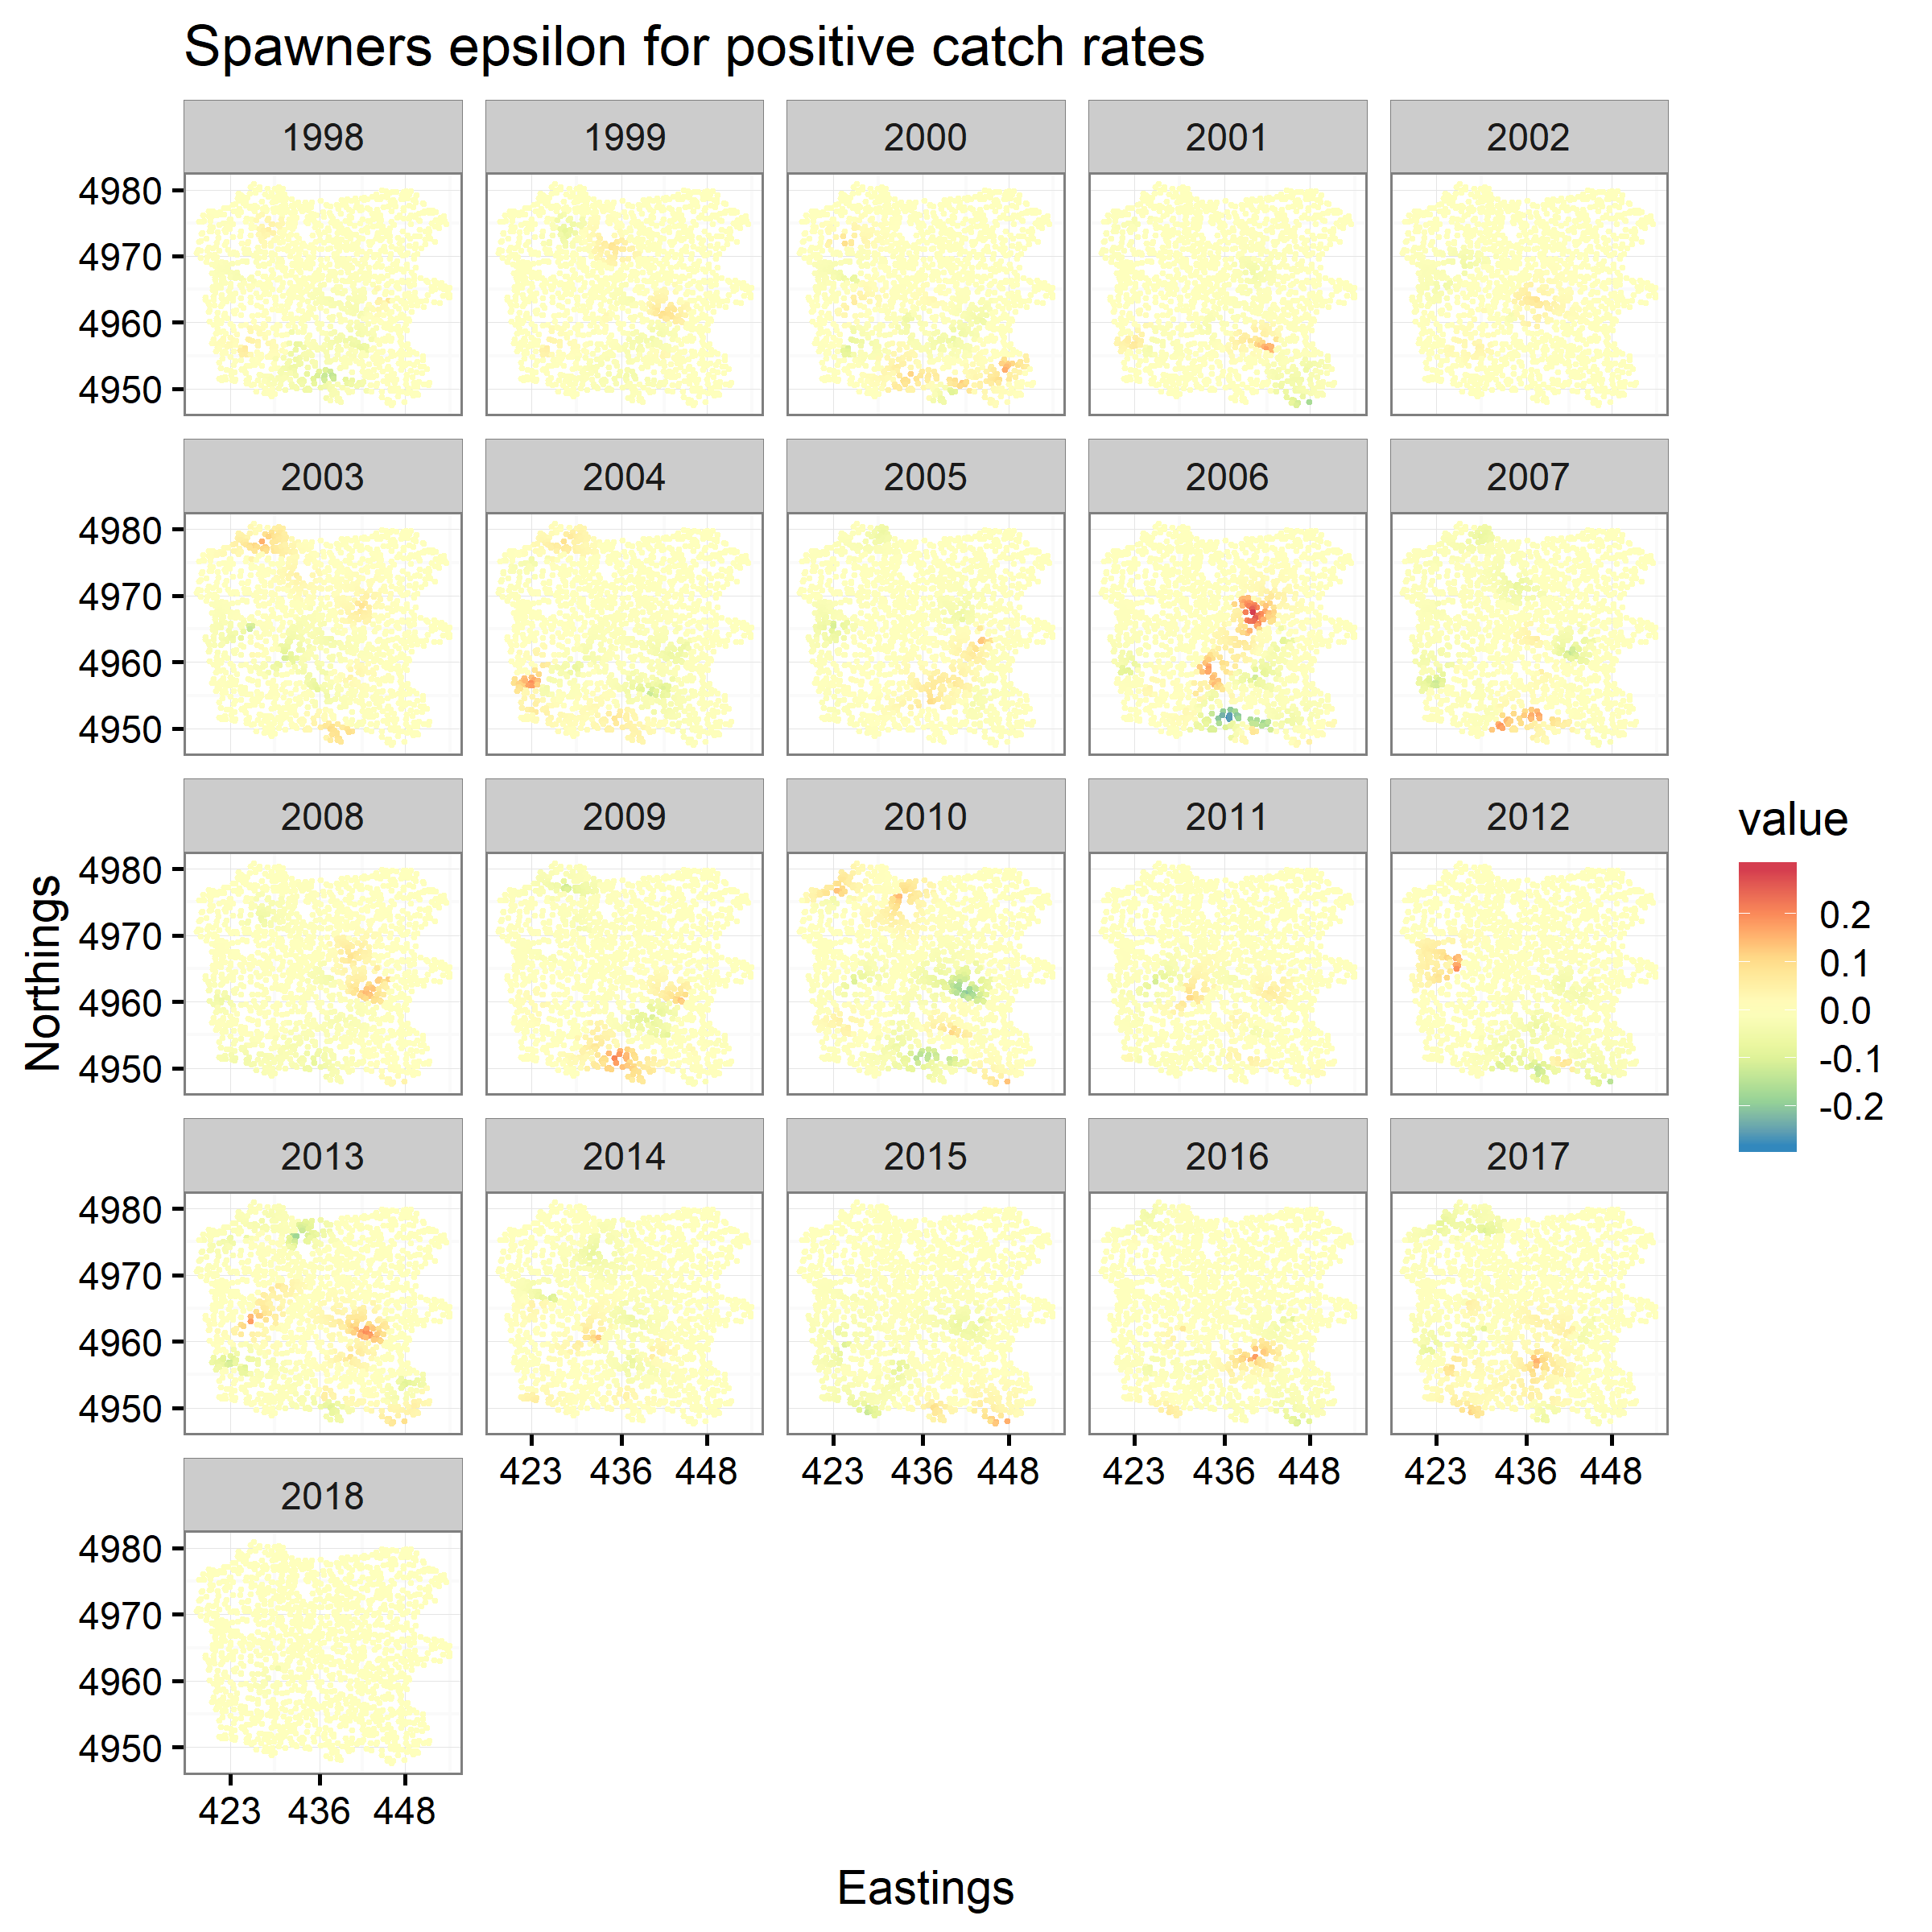 Spawners epsilon for positive catch rates
1998 1999 2000 2001 2002
4980
4970
4960
4950
2003 2004 2005 2006 2007
4980
4970
4960
4950
2008 2009 2010 2011 2012
4980
4970
4960
4950
2013 2014 2015 2016 2017
4980
4970
4960
4950
423 436 448 423 436 448 423 436 448 423 436 448
2018
4980
4970
4960
4950
423 436 448
Northings
Eastings
value
0.2
0.1
0.0
-0.1
-0.2